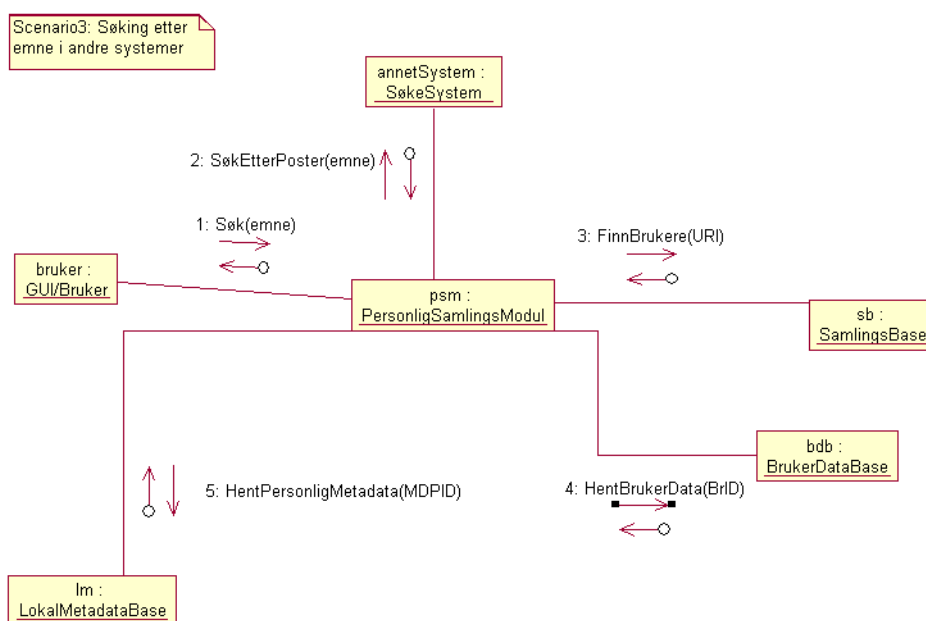 Scenario3: Søking etter
emne i andre systemer
annetSystem :
SøkeSystem
2: SøkEtterPoster(emne)
1: Søk(emne)
3: FinnBrukere(URI)
bruker :
GUI/Bruker
psm :
PersonligSamlingsModul
sb :
SamlingsBase
bdb :
BrukerDataBase
5: HentPersonligMetadata(MDPID)
4: HentBrukerData(BrID)
lm :
LokalMetadataBase